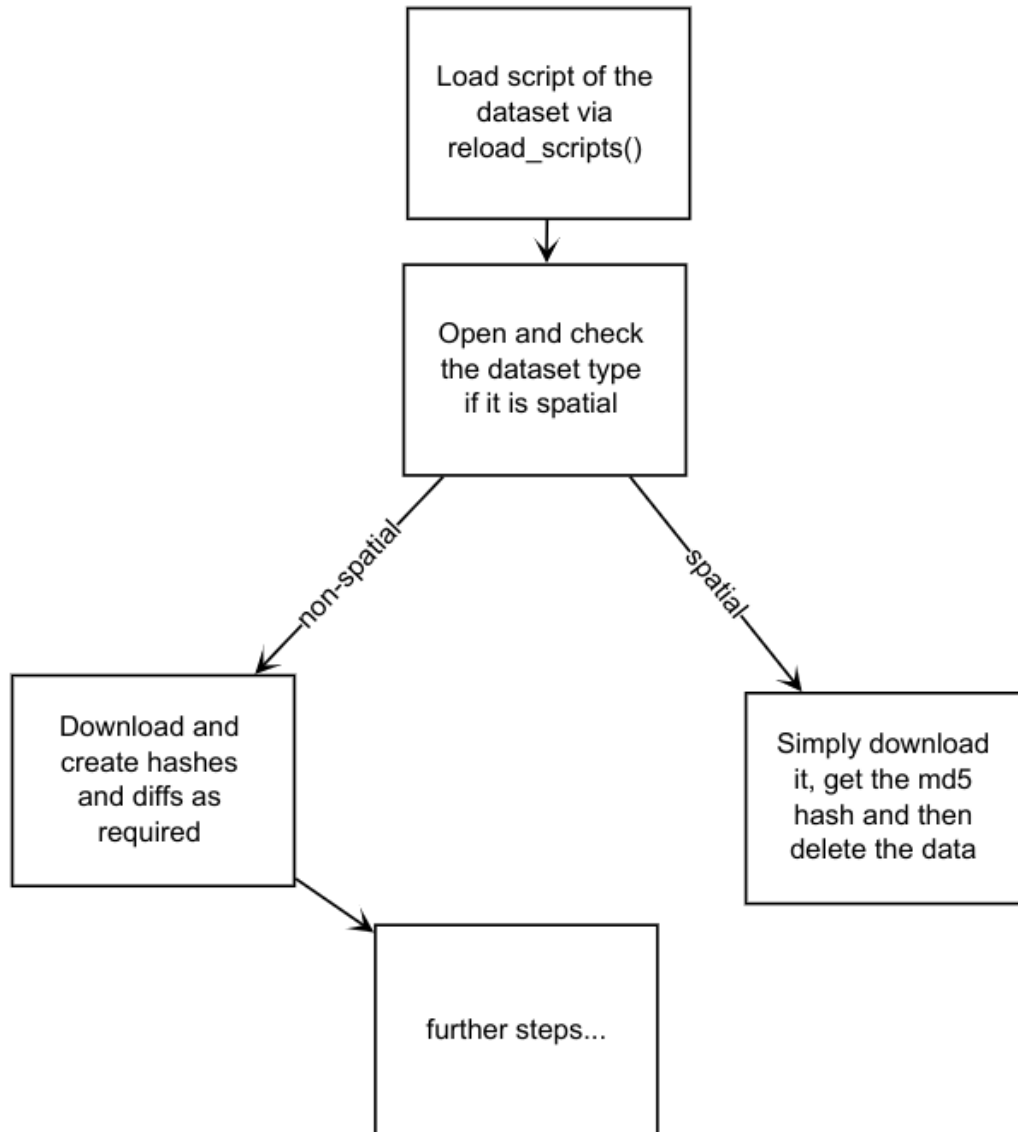 Load script of the
dataset via
reload_scripts()
Open and check
the dataset type
if it is spatial
non-spatial
spatial
Download and
create hashes
and diffs as
required
Simply download
it, get the md5
hash and then
delete the data
further steps...